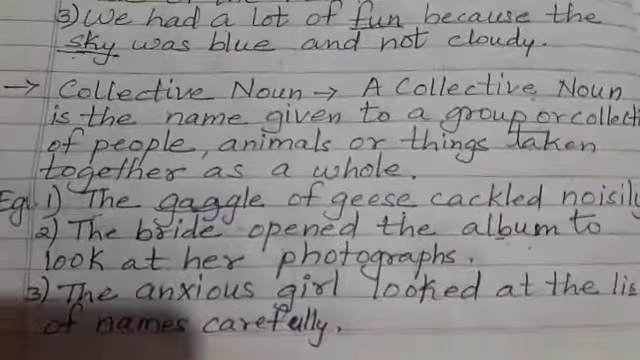 3) We had a lot of fun because the
sky was blue and not cloudy.
→ Collective Noun → A Collective Noun
is the name given to a group or collecti
of people, animals or things taken
together as a whole.
Eg. 1) The gaggle of geese cackled noisily
2) The bride opened the album to
look at her photographs.
3) The anxious girl looked at the lis
of names carefully.